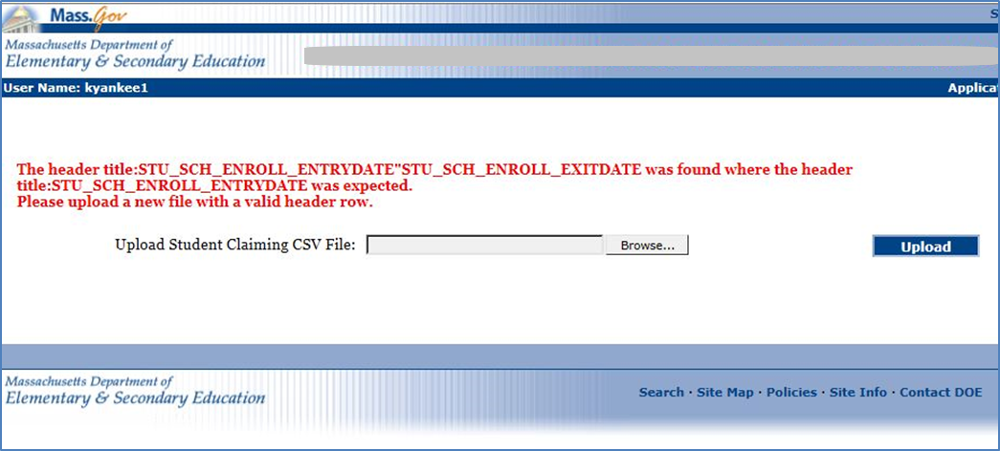 Mass.Gov
S
Massachusetts Department of
Elementary & Secondary Education
User Name: kyankee1
Applica
The header title:STU_SCH_ENROLL_ENTRYDATE"STU_SCH_ENROLL_EXITDATE was found where the header
title:STU_SCH_ENROLL_ENTRYDATE was expected.
Please upload a new file with a valid header row.
Upload Student Claiming CSV File: Browse... Upload
Massachusetts Department of
Elementary & Secondary Education
Search · Site Map · Policies · Site Info · Contact DOE